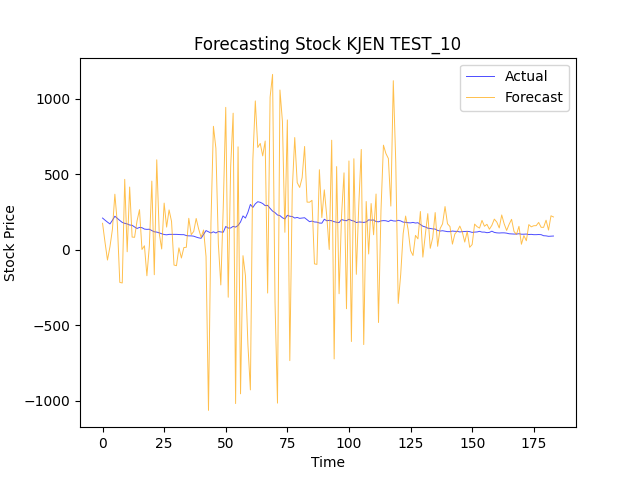 Forecasting Stock KJEN TEST_10
Actual
Forecast
Stock Price
1000
500
0
−500
−1000
0 25 50 75 100 125 150 175
Time